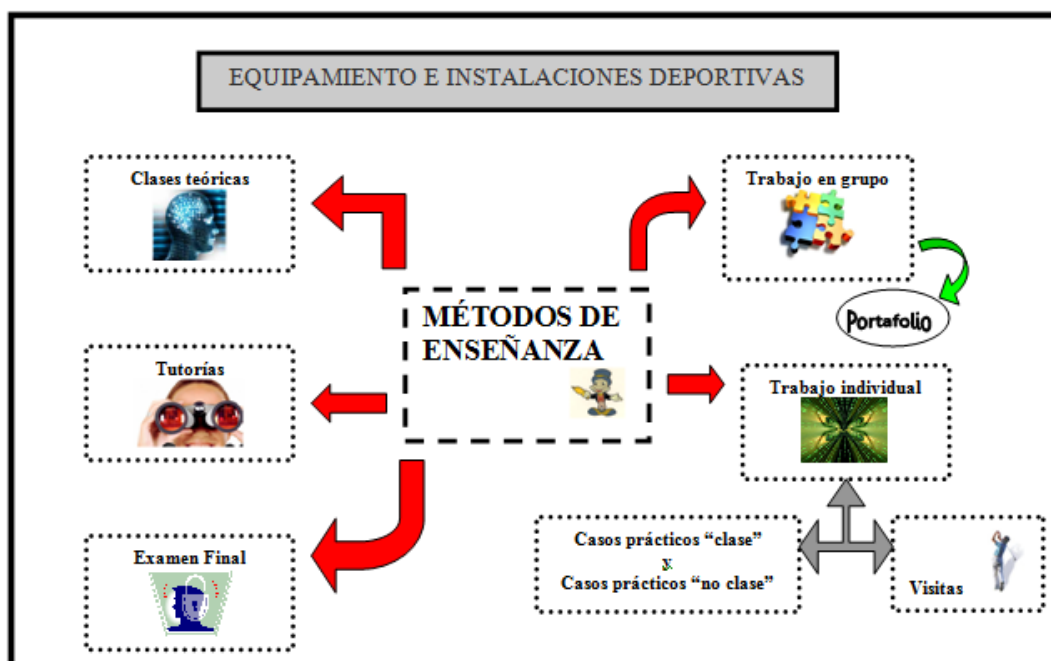 EQUIPAMIENTO E INSTALACIONES DEPORTIVAS
Clases teóricas
Trabajo en grupo
Portafolio
MÉTODOS DE
ENSEÑANZA
Tutorías
Trabajo individual
Examen Final
Casos prácticos “clase”
y
Casos prácticos “no clase”
Visitas